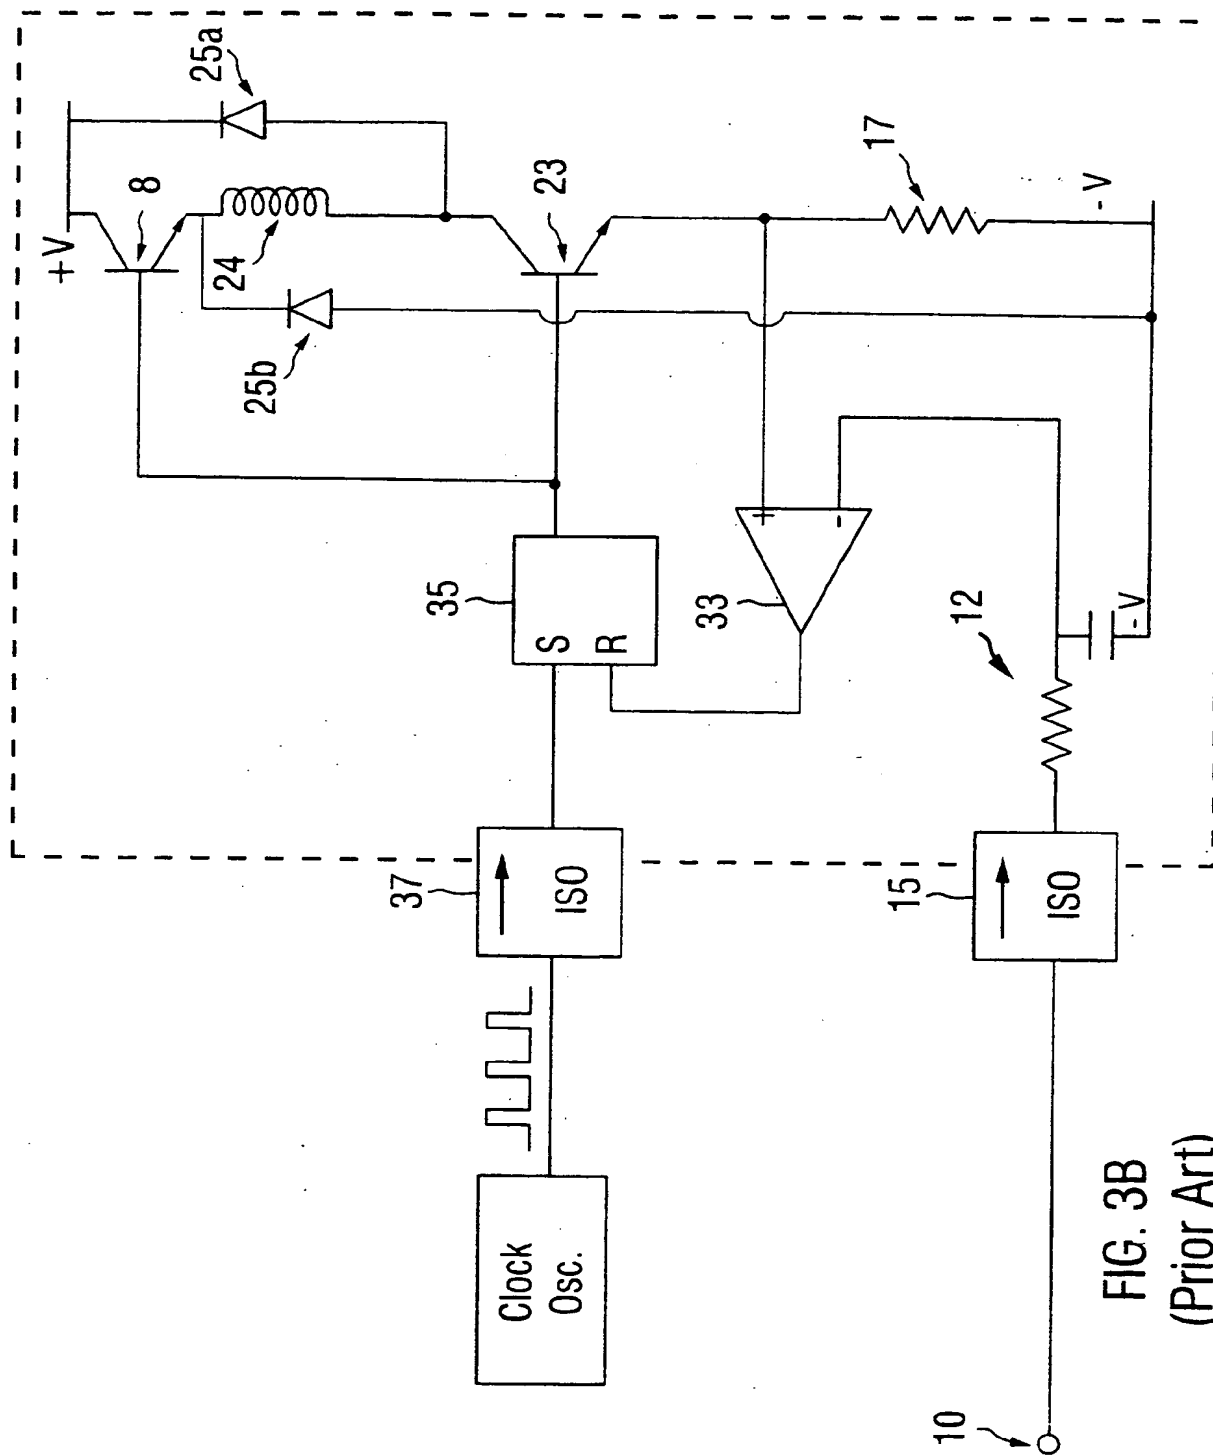 +V
8
25a
24
25b
23
17
-V
35
S
R
33
12
-V
37
ISO
15
ISO
Clock
Osc.
10
FIG. 3B
(Prior Art)
+
-